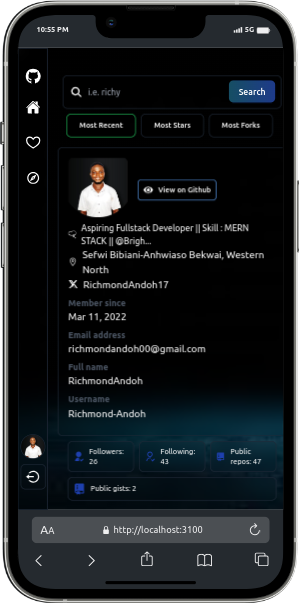 10:55 PM
5G
i.e. richy
Search
Most Recent
Most Stars
Most Forks
View on Github
Aspiring Fullstack Developer || Skill : MERN
STACK || @Brigh...
Sefwi Bibiani-Anhwiaso Bekwai, Western
North
RichmondAndoh17
Member since
Mar 11, 2022
Email address
richmondandoh00@gmail.com
Full name
RichmondAndoh
Username
Richmond-Andoh
Followers:
26
Following:
43
Public
repos: 47
Public gists: 2
AA
http://localhost:3100